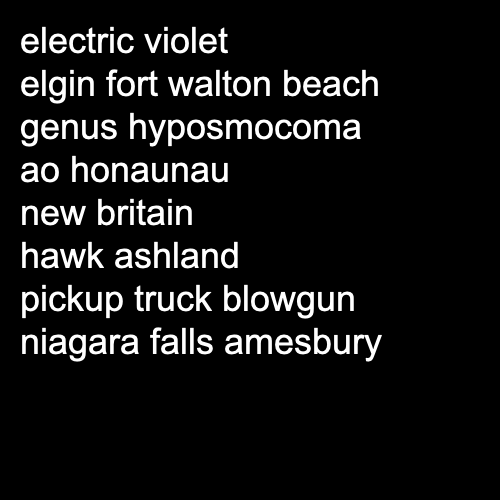 electric violet
elgin fort walton beach
genus hyposmocoma
ao honaunau
new britain
hawk ashland
pickup truck blowgun
niagara falls amesbury